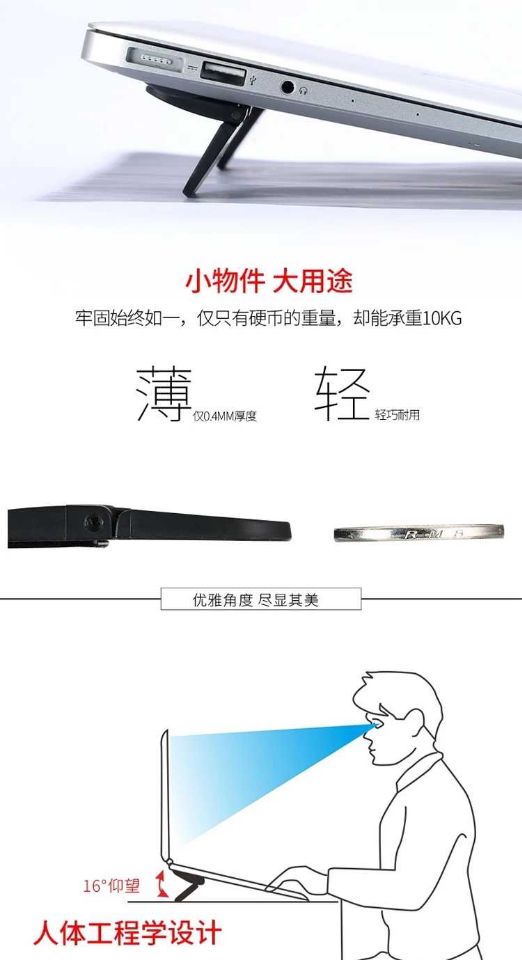 小物件 大用途
牢固始终如一，仅只有硬币的重量，却能承重10KG
薄 仅0.4MM厚度
轻 轻巧耐用
优雅角度 尽显其美
16°仰望
人体工程学设计